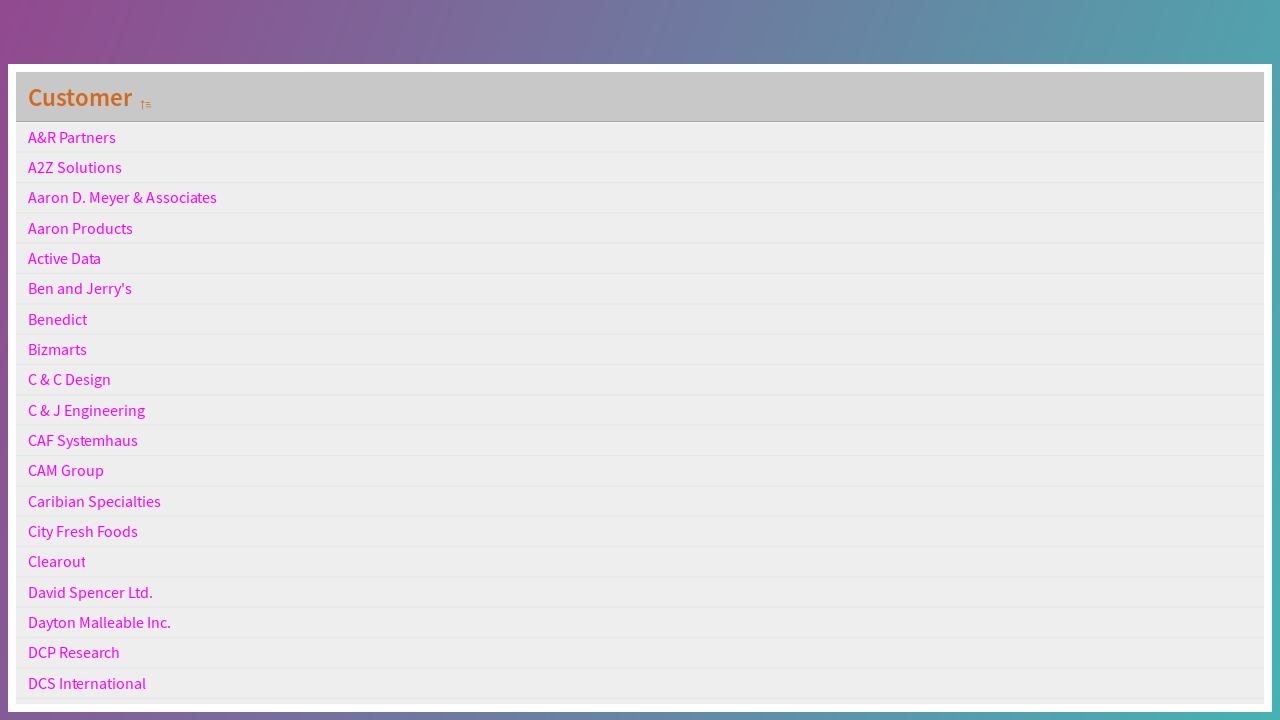 Customer
A&R Partners
A2Z Solutions
Aaron D. Meyer & Associates
Aaron Products
Active Data
Ben and Jerry's
Benedict
Bizmarts
C & C Design
C & J Engineering
CAF Systemhaus
CAM Group
Caribian Specialties
City Fresh Foods
Clearout
David Spencer Ltd.
Dayton Malleable Inc.
DCP Research
DCS International